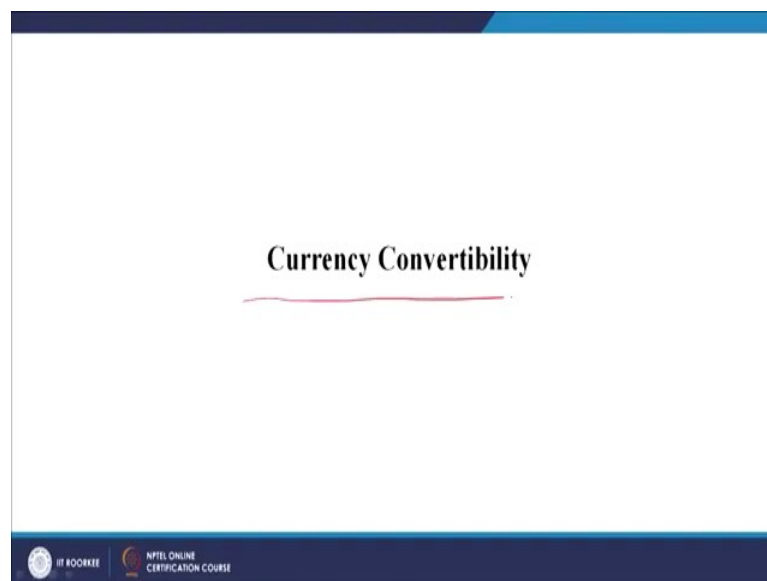 Currency Convertibility
IIT ROORKEE
NPTEL ONLINE
CERTIFICATION COURSE